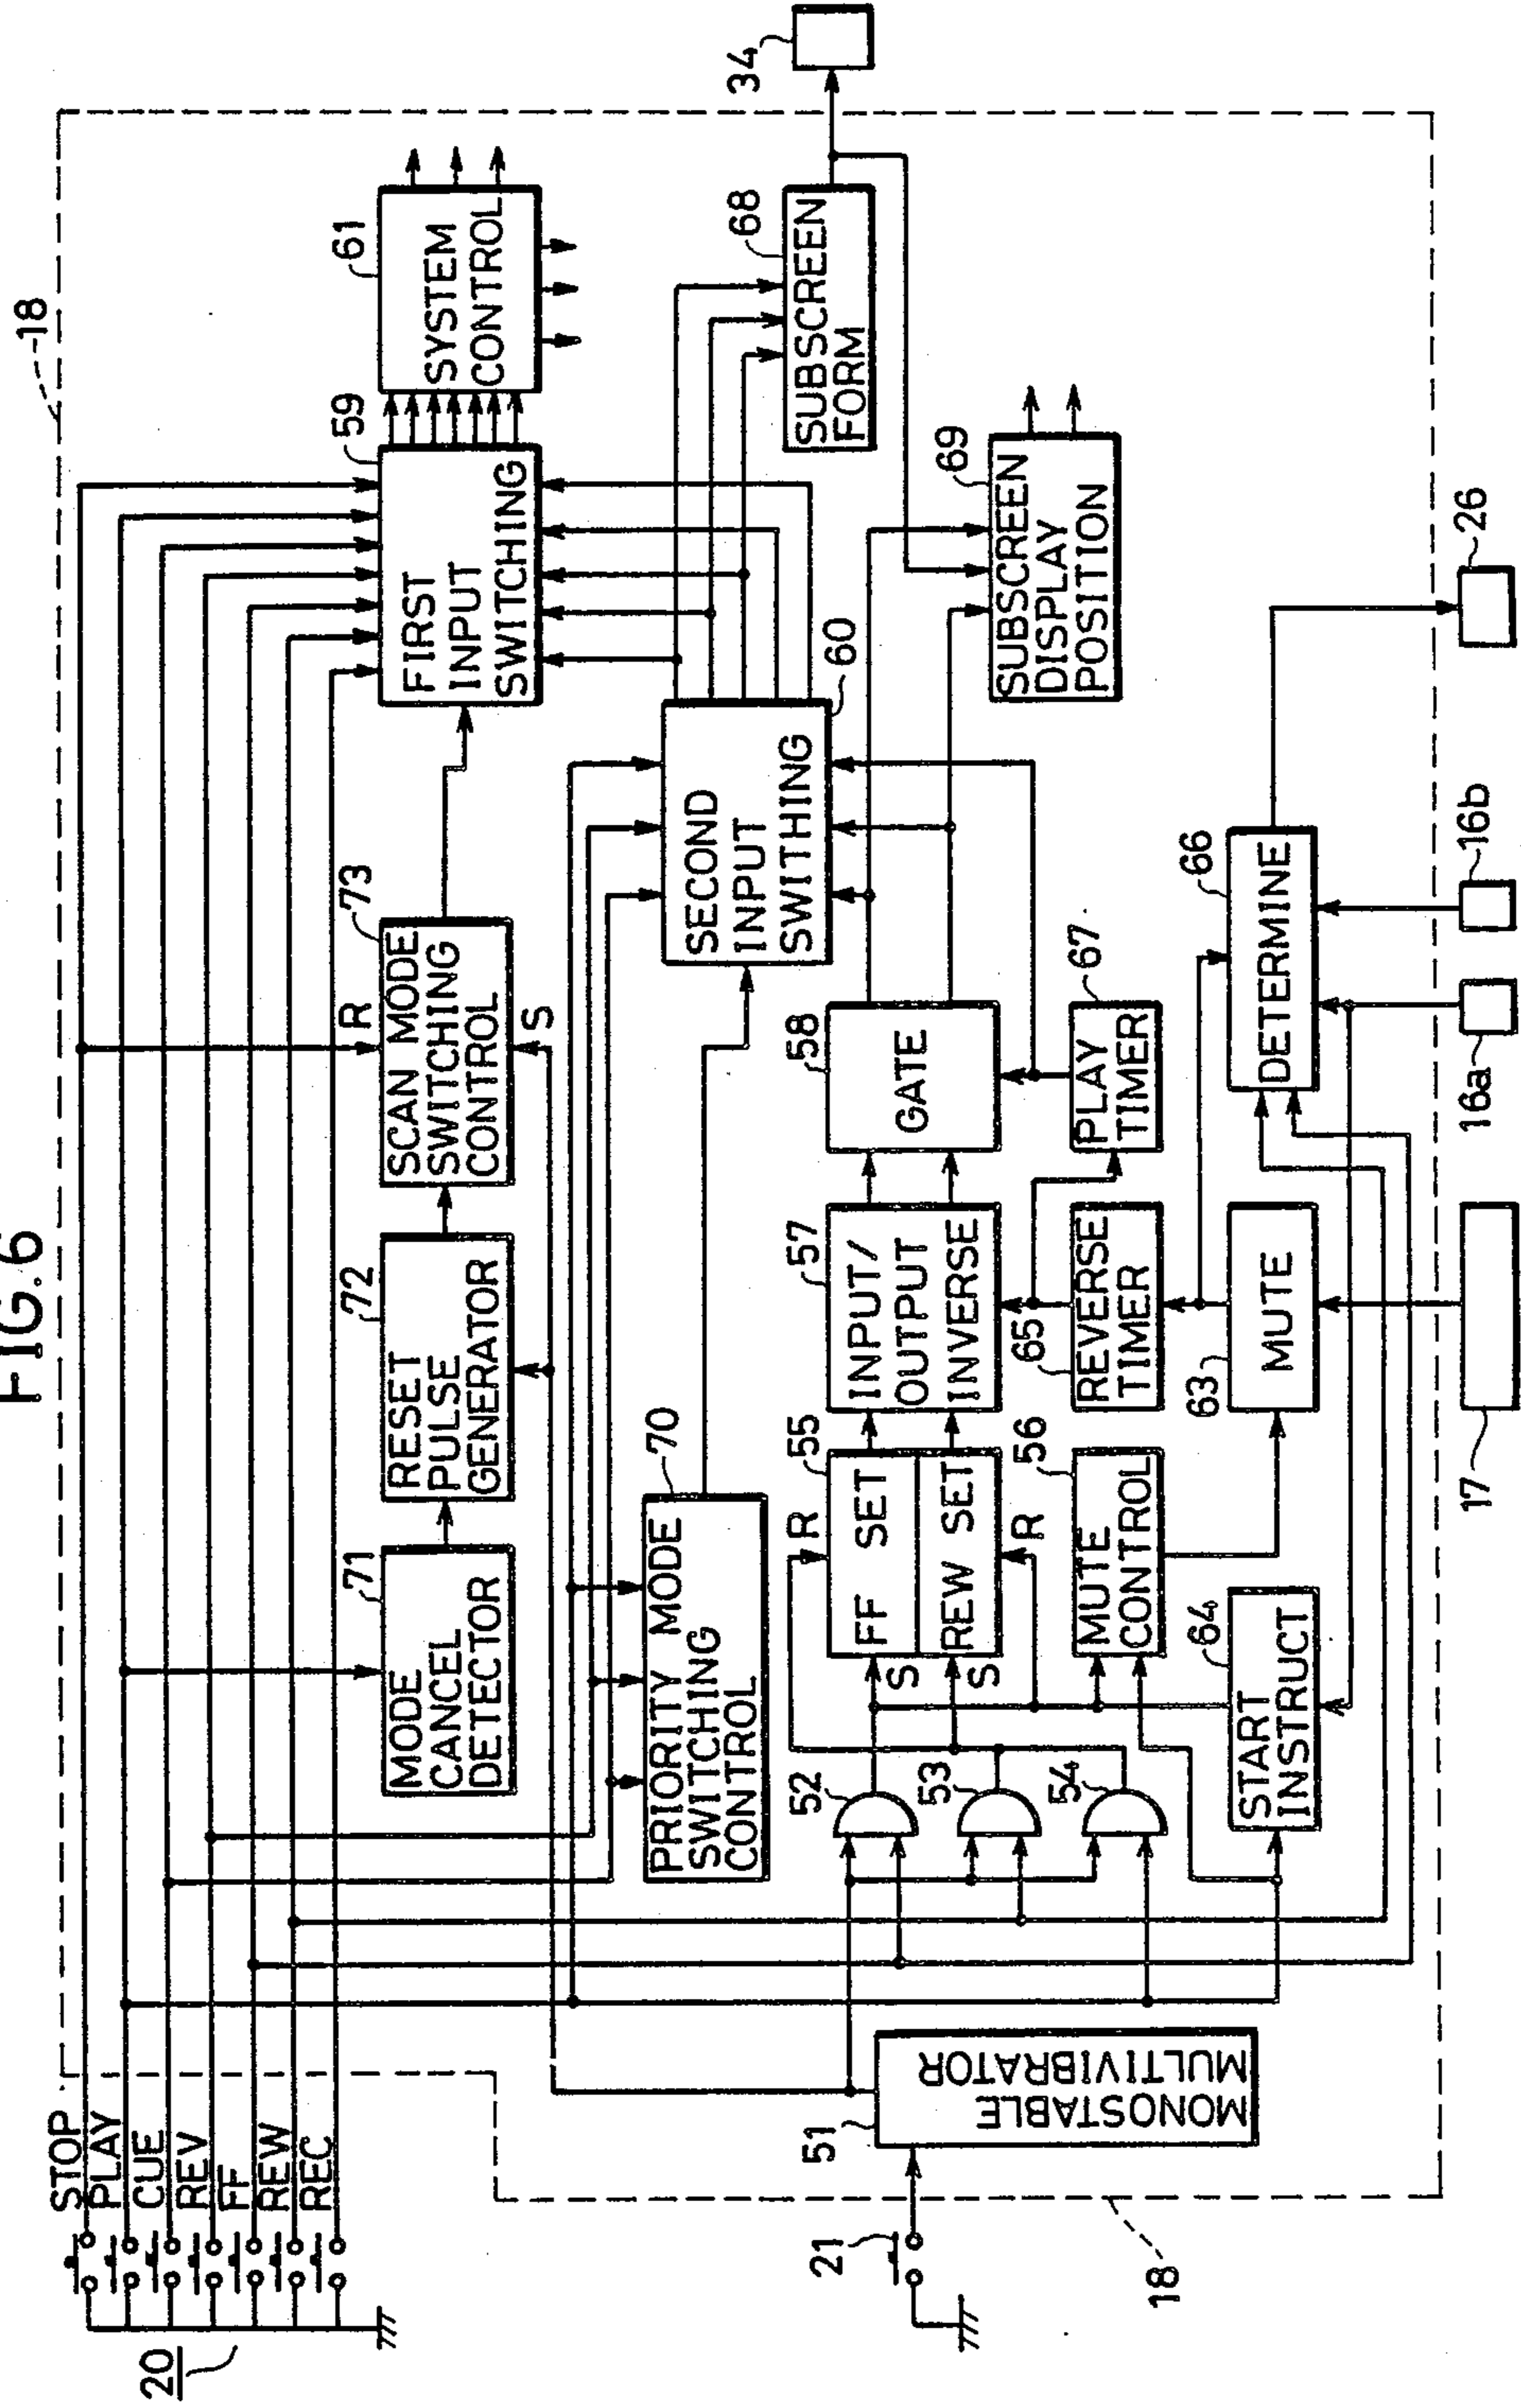 FIG. 6
18
STOP
PLAY
CUE
REV
FF
REW
REC
20
71
MODE
CANCEL
DETECTOR
72
RESET
PULSE
GENERATOR
73
R
SCAN MODE
SWITCHING
CONTROL
S
59
FIRST
INPUT
SWITCHING
61
SYSTEM
CONTROL
70
PRIORITY MODE
SWITCHING
CONTROL
60
SECOND
INPUT
SWITHING
68
SUBSCREEN
FORM
34
69
SUBSCREEN
DISPLAY
POSITION
21
51
MONOSTABLE
MULTIVIBRATOR
18
52
53
54
55
R
FF SET
S
REW SET
S
R
57
INPUT/
OUTPUT
INVERSE
58
GATE
56
MUTE
CONTROL
65
REVERSE
TIMER
67
PLAY
TIMER
64
START
INSTRUCT
63
MUTE
66
DETERMINE
17
16a
16b
26